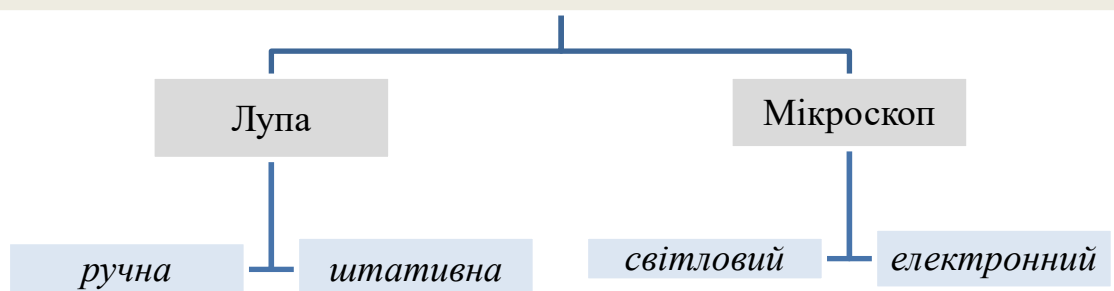 Лупа
Мікроскоп
ручна
штативна
світловий
електронний